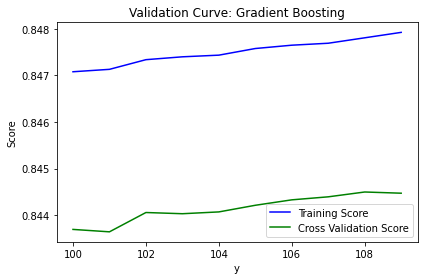 Validation Curve: Gradient Boosting
0.848
0.847
0.846
0.845
0.844
Score
100
102
104
106
108
y
Training Score
Cross Validation Score